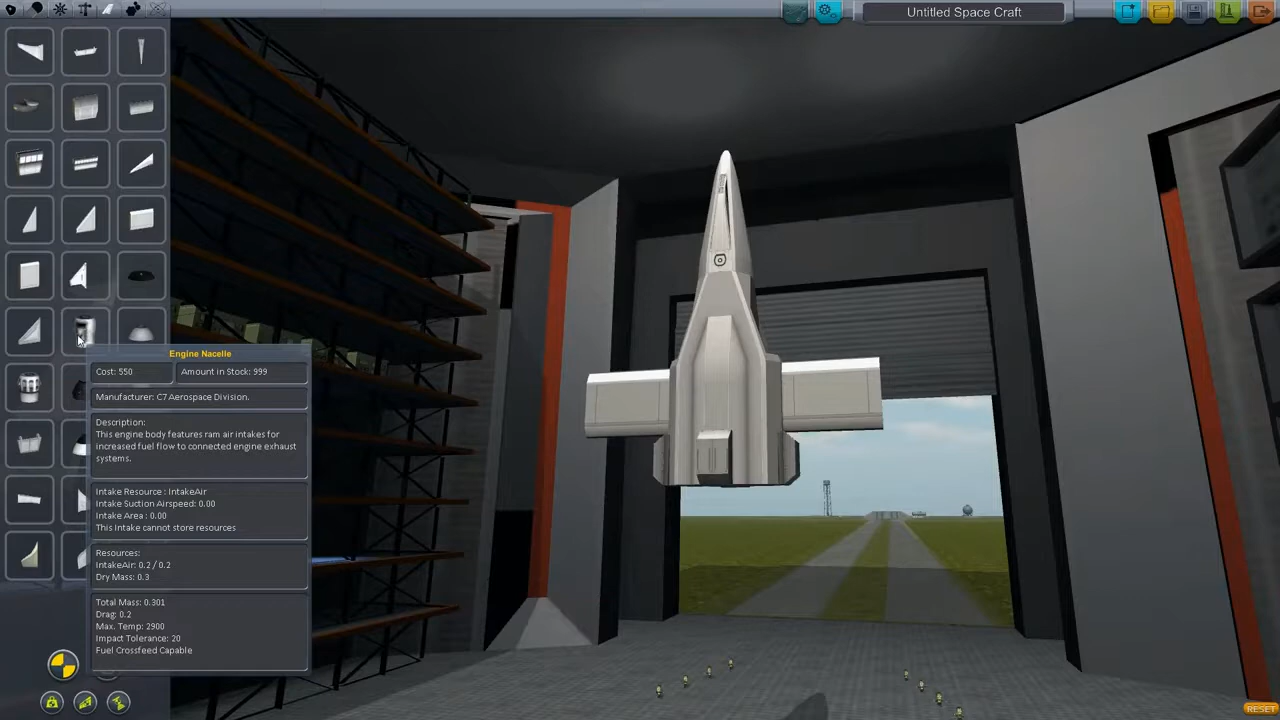 Untitled Space Craft
Engine Nacelle
Cost: 550
Amount in Stock: 999
Manufacturer: C7 Aerospace Division.
Description:
This engine body features ram air intakes for
increased fuel flow to connected engine exhaust
systems.
Intake Resource : IntakeAir
Intake Suction Airspeed: 0.00
Intake Area : 0.00
This Intake cannot store resources
Resources:
IntakeAir: 0.2 / 0.2
Dry Mass: 0.3
Total Mass: 0.301
Drag: 0.2
Max. Temp: 2900
Impact Tolerance: 20
Fuel Crossfeed Capable
RESET